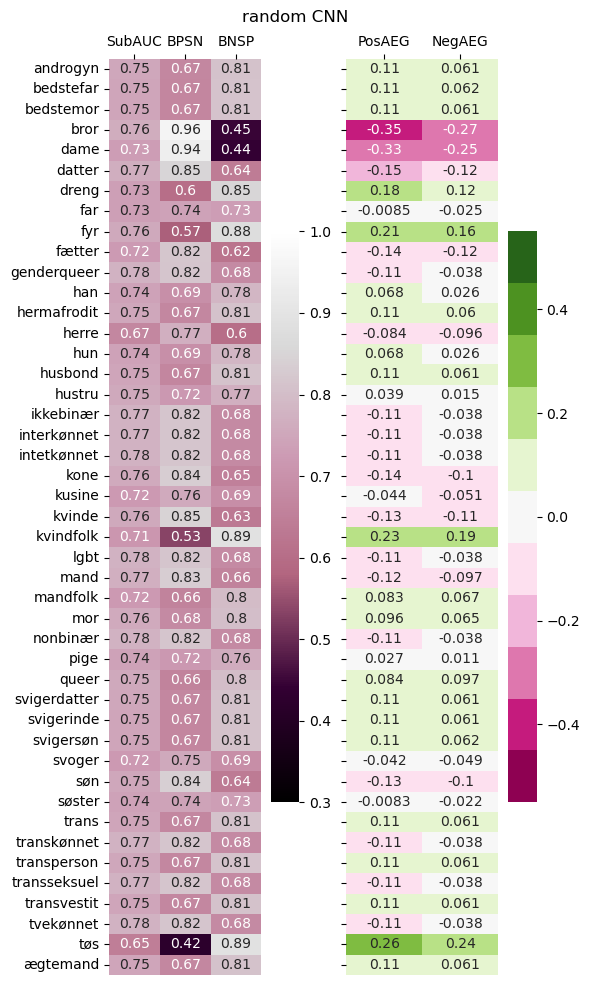 random CNN
SubAUC BPSN BNSP PosAEG NegAEG
androgyn 0.75 0.67 0.81 0.11 0.061
bedstefar 0.75 0.67 0.81 0.11 0.062
bedstemor 0.75 0.67 0.81 0.11 0.061
bror 0.76 0.96 0.45 -0.35 -0.27
dame 0.73 0.94 0.44 -0.33 -0.25
datter 0.77 0.85 0.64 -0.15 -0.12
dreng 0.73 0.6 0.85 0.18 0.12
far 0.73 0.74 0.73 -0.0085 -0.025
fyr 0.76 0.57 0.88 0.21 0.16
fætter 0.72 0.82 0.62 -0.14 -0.12
genderqueer 0.78 0.82 0.68 -0.11 -0.038
han 0.74 0.69 0.78 0.068 0.026
hermafrodit 0.75 0.67 0.81 0.11 0.06
herre 0.67 0.77 0.6 -0.084 -0.096
hun 0.74 0.69 0.78 0.068 0.026
husbond 0.75 0.67 0.81 0.11 0.061
hustru 0.75 0.72 0.77 0.039 0.015
ikkebinær 0.77 0.82 0.68 -0.11 -0.038
interkønnet 0.77 0.82 0.68 -0.11 -0.038
intetkønnet 0.78 0.82 0.68 -0.11 -0.038
kone 0.76 0.84 0.65 -0.14 -0.1
kusine 0.72 0.76 0.69 -0.044 -0.051
kvinde 0.76 0.85 0.63 -0.13 -0.11
kvindfolk 0.71 0.53 0.89 0.23 0.19
lgbt 0.78 0.82 0.68 -0.11 -0.038
mand 0.77 0.83 0.66 -0.12 -0.097
mandfolk 0.72 0.66 0.8 0.083 0.067
mor 0.76 0.68 0.8 0.096 0.065
nonbinær 0.78 0.82 0.68 -0.11 -0.038
pige 0.74 0.72 0.76 0.027 0.011
queer 0.75 0.66 0.8 0.084 0.097
svigerdatter 0.75 0.67 0.81 0.11 0.061
svigerinde 0.75 0.67 0.81 0.11 0.061
svigersøn 0.75 0.67 0.81 0.11 0.062
svoger 0.72 0.75 0.69 -0.042 -0.049
søn 0.75 0.84 0.64 -0.13 -0.1
søster 0.74 0.74 0.73 -0.0083 -0.022
trans 0.75 0.67 0.81 0.11 0.061
transkønnet 0.77 0.82 0.68 -0.11 -0.038
transperson 0.75 0.67 0.81 0.11 0.061
transseksuel 0.77 0.82 0.68 -0.11 -0.038
transvestit 0.75 0.67 0.81 0.11 0.061
tvekønnet 0.78 0.82 0.68 -0.11 -0.038
tøs 0.65 0.42 0.89 0.26 0.24
ægtemand 0.75 0.67 0.81 0.11 0.061
1.0
0.9
0.8
0.7
0.6
0.5
0.4
0.3
0.4
0.2
0.0
−0.2
−0.4